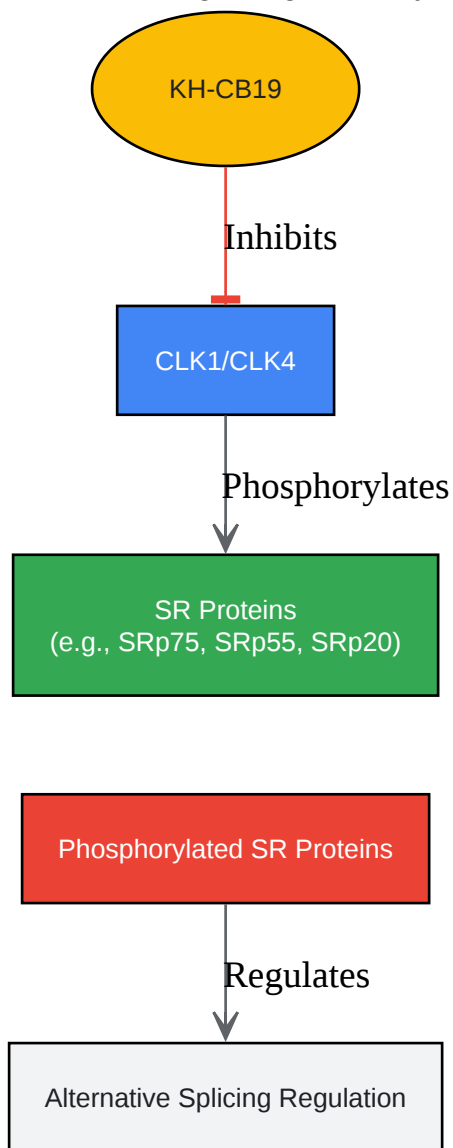 KH-CB19
Inhibits
CLK1/CLK4
Phosphorylates
SR Proteins
(e.g., SRp75, SRp55, SRp20)
Phosphorylated SR Proteins
Regulates
Alternative Splicing Regulation